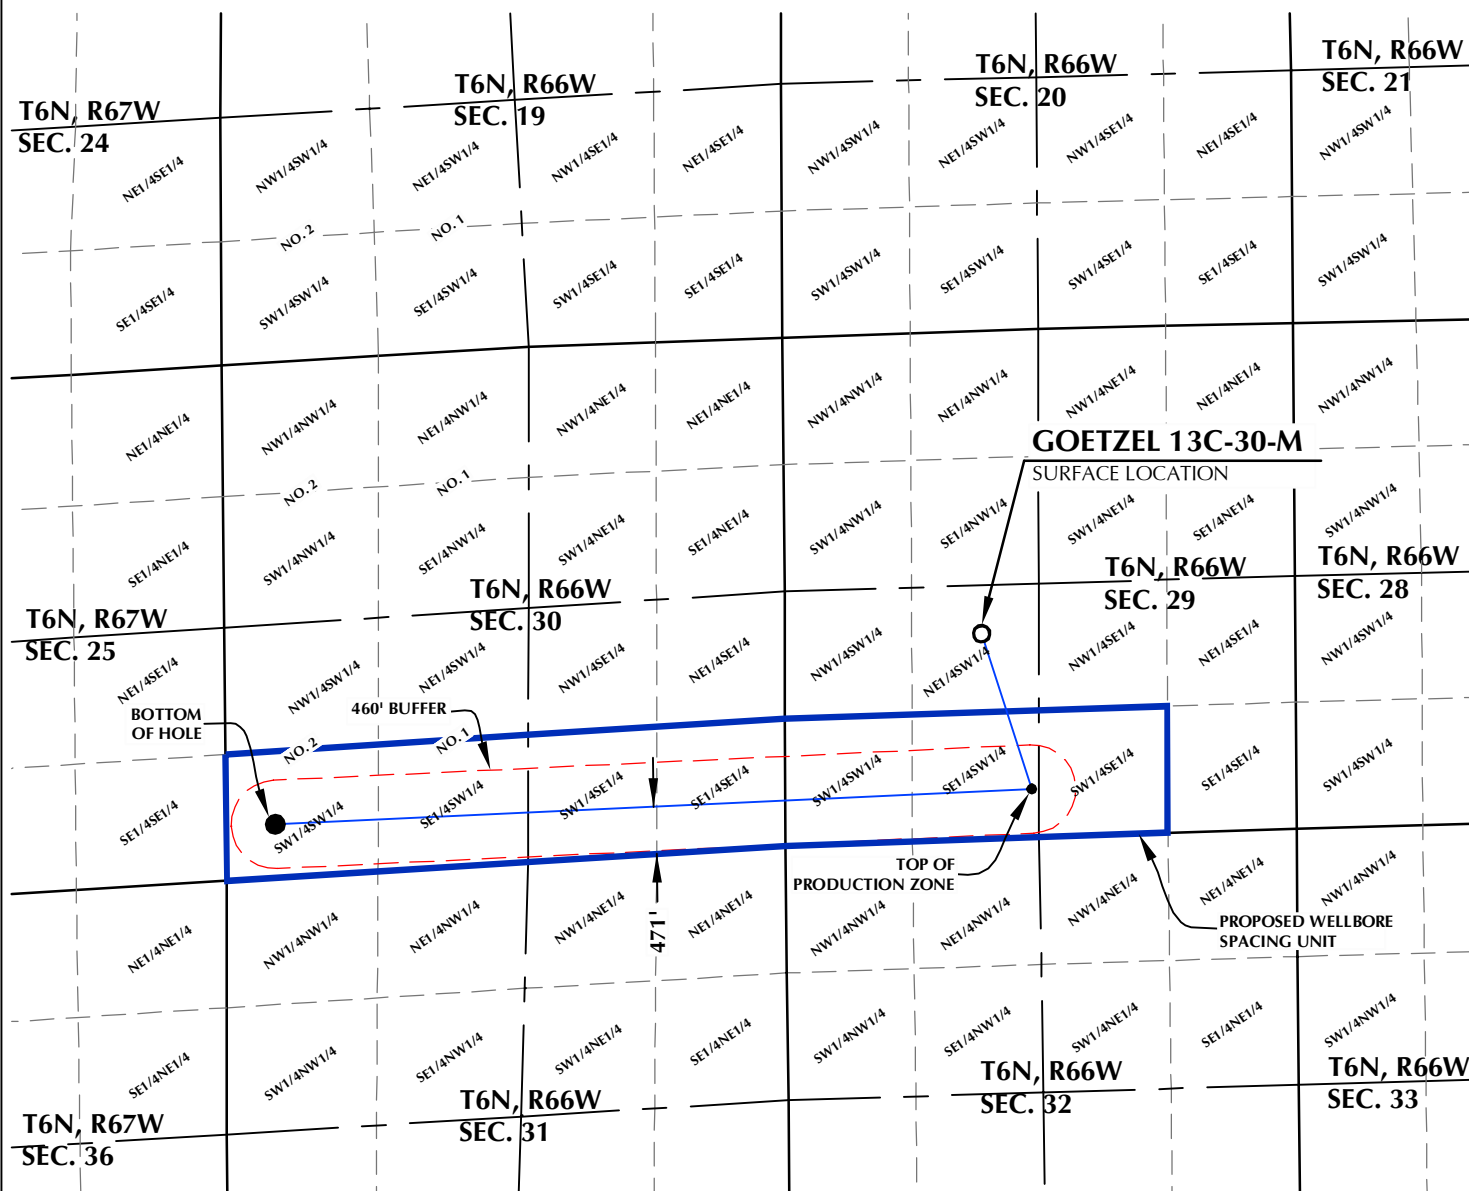 T6N, R67W
SEC. 24
T6N, R66W
SEC. 19
T6N, R66W
SEC. 20
T6N, R66W
SEC. 21
NE1/4SE1/4
NW1/4SW1/4
NE1/4SW1/4
NW1/4SE1/4
NE1/4SE1/4
NW1/4SW1/4
NE1/4SW1/4
NW1/4SE1/4
NE1/4SE1/4
NW1/4SW1/4
NO. 2
NO. 1
SE1/4SE1/4
SW1/4SW1/4
SE1/4SW1/4
SW1/4SE1/4
SE1/4SE1/4
SW1/4SW1/4
SE1/4SW1/4
SW1/4SE1/4
SE1/4SE1/4
SW1/4SW1/4
NE1/4NE1/4
NW1/4NW1/4
NE1/4NW1/4
NW1/4NE1/4
NE1/4NE1/4
NW1/4NW1/4
NE1/4NW1/4
NW1/4NE1/4
NE1/4NE1/4
NW1/4NW1/4
GOETZEL 13C-30-M
SURFACE LOCATION
NO. 2
NO. 1
SE1/4NE1/4
SW1/4NW1/4
SE1/4NW1/4
SW1/4NE1/4
SE1/4NE1/4
SW1/4NW1/4
SE1/4NW1/4
SW1/4NE1/4
SE1/4NE1/4
SW1/4NW1/4
T6N, R67W
SEC. 25
T6N, R66W
SEC. 30
T6N, R66W
SEC. 29
T6N, R66W
SEC. 28
NE1/4SE1/4
NW1/4SW1/4
NE1/4SW1/4
NW1/4SE1/4
NE1/4SE1/4
NW1/4SW1/4
NE1/4SW1/4
NW1/4SE1/4
NE1/4SE1/4
NW1/4SW1/4
BOTTOM
OF HOLE
460' BUFFER
NO. 2
NO. 1
SE1/4SE1/4
SW1/4SW1/4
SE1/4SW1/4
SW1/4SE1/4
SE1/4SE1/4
SW1/4SW1/4
SE1/4SW1/4
SW1/4SE1/4
SE1/4SE1/4
SW1/4SW1/4
TOP OF
PRODUCTION ZONE
471'
PROPOSED WELLBORE
SPACING UNIT
NE1/4NE1/4
NW1/4NW1/4
NE1/4NW1/4
NW1/4NE1/4
NE1/4NE1/4
NW1/4NW1/4
NE1/4NW1/4
NW1/4NE1/4
NE1/4NE1/4
NW1/4NW1/4
SE1/4NE1/4
SW1/4NW1/4
SE1/4NW1/4
SW1/4NE1/4
SE1/4NE1/4
SW1/4NW1/4
SE1/4NW1/4
SW1/4NE1/4
SE1/4NE1/4
SW1/4NW1/4
T6N, R67W
SEC. 36
T6N, R66W
SEC. 31
T6N, R66W
SEC. 32
T6N, R66W
SEC. 33